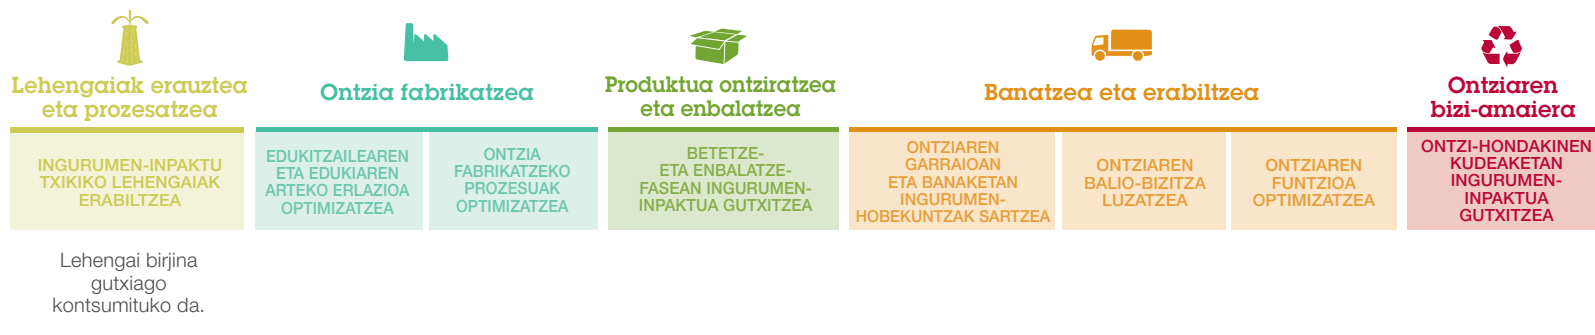 Lehengaiak erauztea
eta prozesatzea
INGURUMEN-INPAKTU
TXIKIKO LEHENGAIAK
ERABILTZEA
Lehengai birjina
gutxiago
kontsumituko da.
Ontzia fabrikatzea
EDUKITZAILEAREN
ETA EDUKIAREN
ARTEKO ERLAZIOA
OPTIMIZATZEA
ONTZIA
FABRIKATZEKO
PROZESUAK
OPTIMIZATZEA
Produktua ontziratzea
eta enbalatzea
BETETZE-
ETA ENBALATZE-
FASEAN INGURUMEN-
INPAKTUA GUTXITZEA
Banatzea eta erabiltzea
ONTZIAREN
GARRAIOAN
ETA BANAKETAN
INGURUMEN-
HOBEKUNTZAK SARTZEA
ONTZIAREN
BALIO-BIZITZA
LUZATZEA
ONTZIAREN
FUNTZIOA
OPTIMIZATZEA
Ontziaren
bizi-amaiera
ONTZI-HONDAKINEN
KUDEAKETAN
INGURUMEN-
INPAKTUA
GUTXITZEA